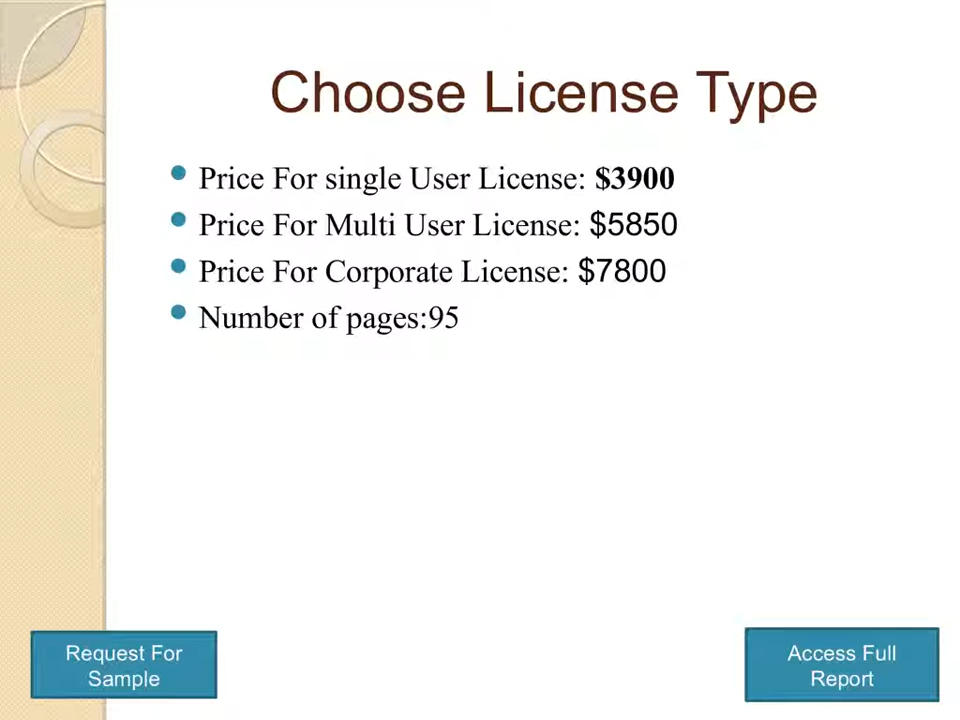 Choose License Type
Price For single User License: $3900
Price For Multi User License: $5850
Price For Corporate License: $7800
Number of pages:95
Request For
Sample
Access Full
Report